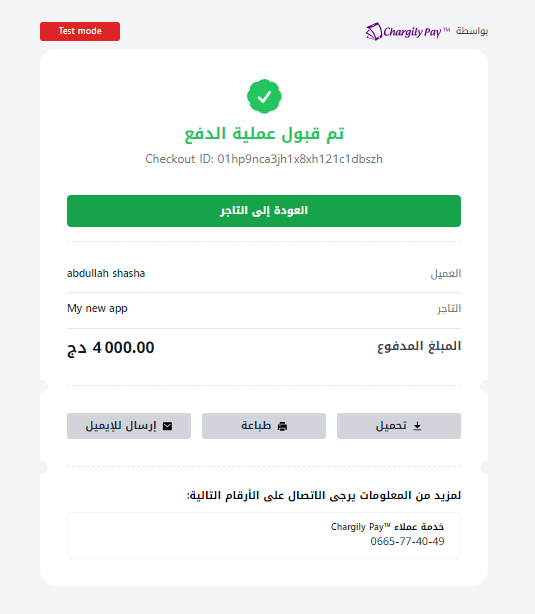 بواسطة Chargily Pay™
Test mode
تم قبول عملية الدفع
Checkout ID: 01hp9nca3jh1x8xh121c1dbszh
العودة إلى التاجر
العميل abdullah shasha
التاجر My new app
المبلغ المدفوع 4 000.00 دج
تحميل طباعة إرسال للإيميل
لمزيد من المعلومات يرجى الاتصال على الأرقام التالية:
خدمة عملاء Chargily Pay™
0665-77-40-49